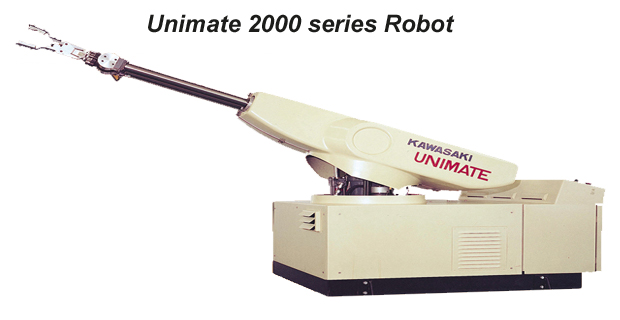 Unimate 2000 series Robot
KAWASAKI
UNIMATE